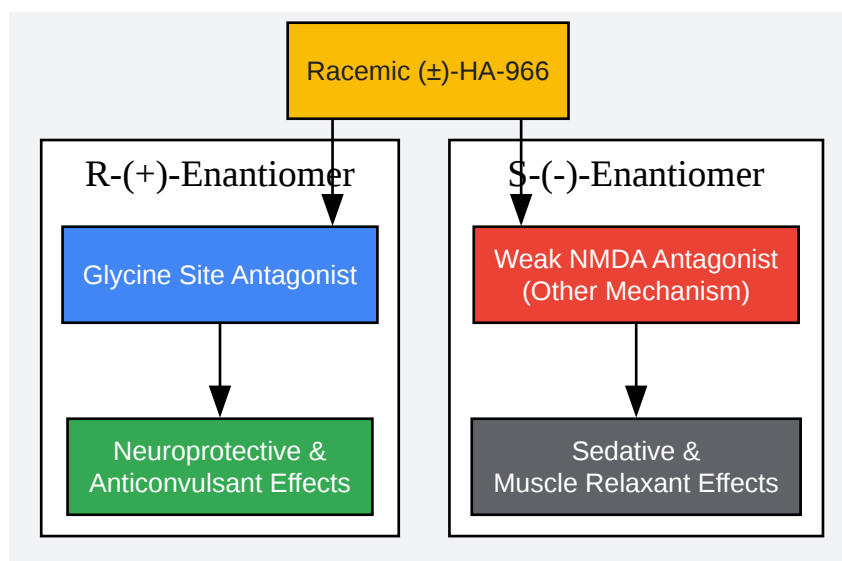 Racemic (±)-HA-966
R-(+)-Enantiomer
Glycine Site Antagonist
Neuroprotective &
Anticonvulsant Effects
S-(-)-Enantiomer
Weak NMDA Antagonist
(Other Mechanism)
Sedative &
Muscle Relaxant Effects